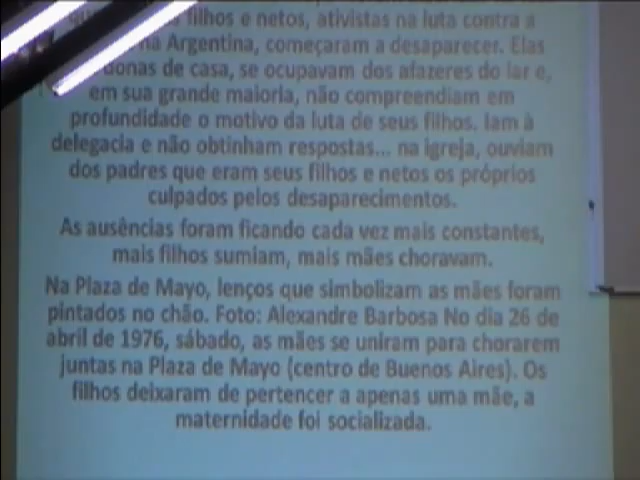 filhos e netos, ativistas na luta contra a
na Argentina, começaram a desaparecer. Elas
donas de casa, se ocupavam dos afazeres do lar e,
em sua grande maioria, não compreendiam em
profundidade o motivo da luta de seus filhos. Iam à
delegacia e não obtinham respostas... na igreja, ouviam
dos padres que eram seus filhos e netos os próprios
culpados pelos desaparecimentos.
As ausências foram ficando cada vez mais constantes,
mais filhos sumiam, mais mães choravam.
Na Plaza de Mayo, lenços que simbolizam as mães foram
pintados no chão. Foto: Alexandre Barbosa No dia 26 de
abril de 1976, sábado, as mães se uniram para chorarem
juntas na Plaza de Mayo (centro de Buenos Aires). Os
filhos deixaram de pertencer a apenas uma mãe, a
maternidade foi socializada.